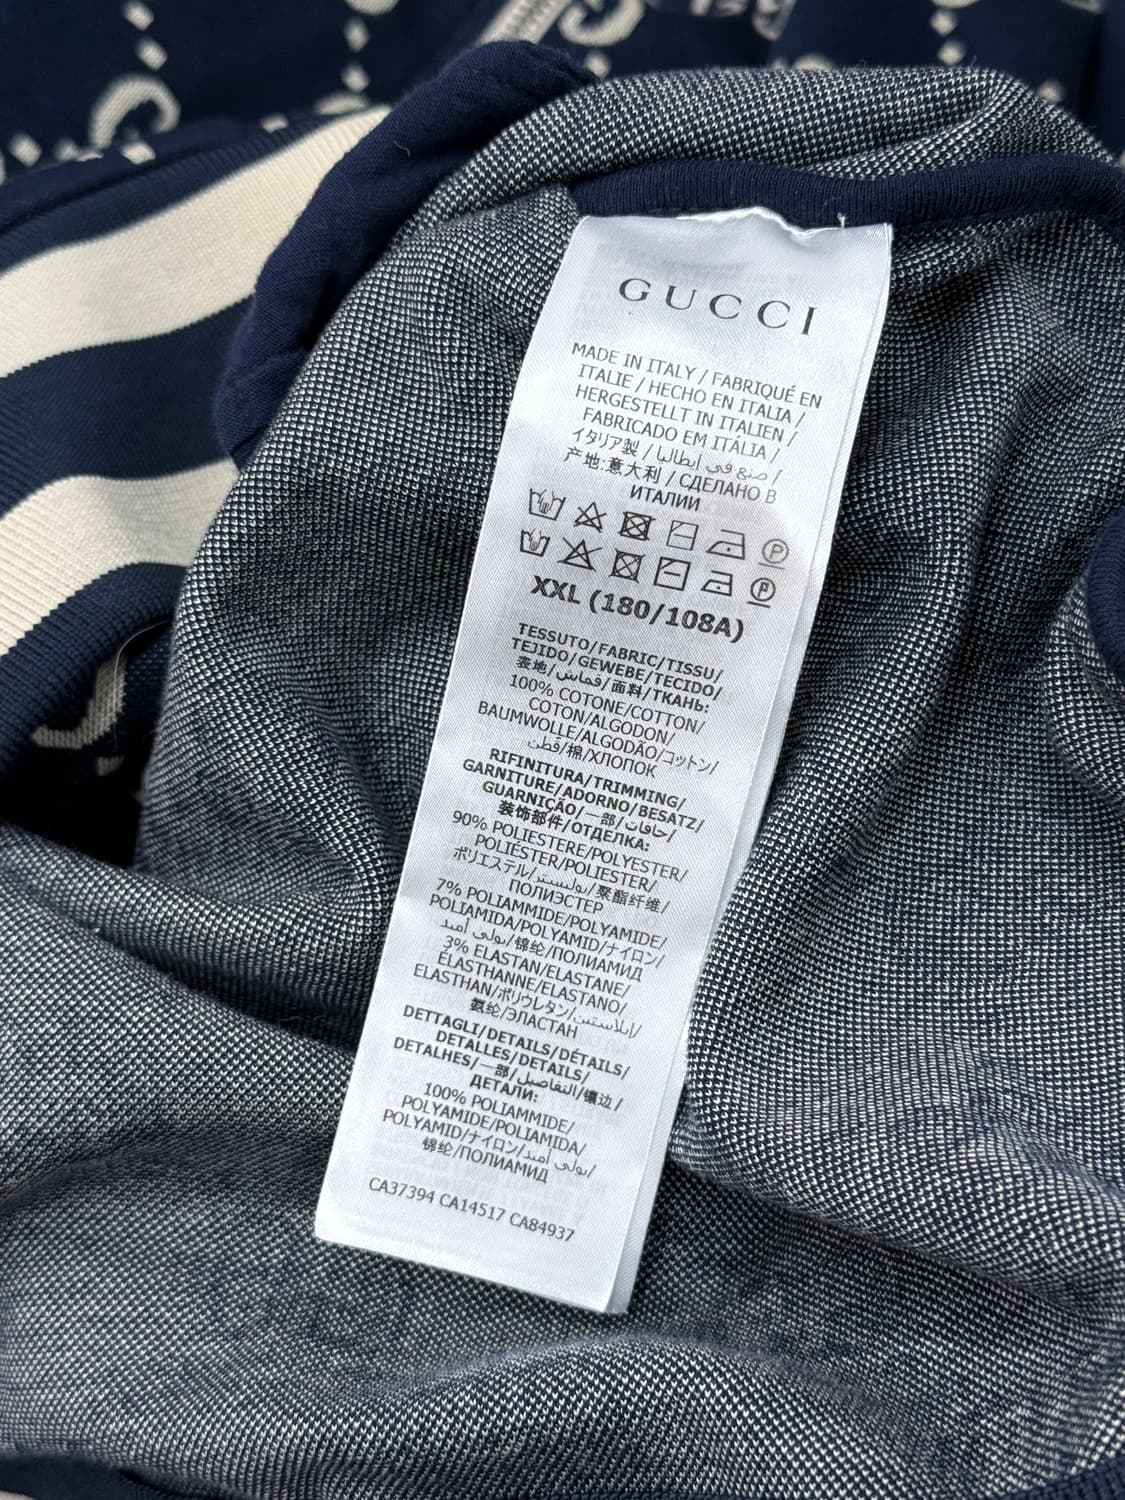 GUCCI
MADE IN ITALY / FABRIQUÉ EN
ITALIE / HECHO EN ITALIA /
HERGESTELLT IN ITALIEN /
FABRICADO EM ITÁLIA /
イタリア製 / صنع في ايطاليا /
产地:意大利 / СДЕЛАНО В
ИТАЛИИ
P
P
XXL (180/108A)
TESSUTO/FABRIC/TISSU/
TEJIDO/GEWEBE/TECIDO/
表地/قماش/面料/ТКАНЬ:
100% COTONE/COTTON/
COTON/ALGODON/
BAUMWOLLE/ALGODÃO/コットン/
قطن/棉/ХЛОПОК
RIFINITURA/TRIMMING/
GARNITURE/ADORNO/BESATZ/
GUARNIÇÃO/一部/حافات/
装饰部件/ОТДЕЛКА:
90% POLIESTERE/POLYESTER/
POLIÉSTER/POLIESTER/
ポリエステル/بوليستر/聚酯纤维/
ПОЛИЭСТЕР
7% POLIAMMIDE/POLYAMIDE/
POLIAMIDA/POLYAMID/ナイロン/
بولي أميد/锦纶/ПОЛИАМИД
3% ELASTAN/ELASTANE/
ÉLASTHANNE/ELASTANO/
ELASTHAN/ポリウレタン/إيلاستين/
氨纶/ЭЛАСТАН
DETTAGLI/DETAILS/DÉTAILS/
DETALLES/DETAILS/
DETALHES/一部/التفاصيل/镶边/
ДЕТАЛИ:
100% POLIAMMIDE/
POLYAMIDE/POLIAMIDA/
POLYAMID/ナイロン/بولي أميد/
锦纶/ПОЛИАМИД
CA37394 CA14517 CA84937